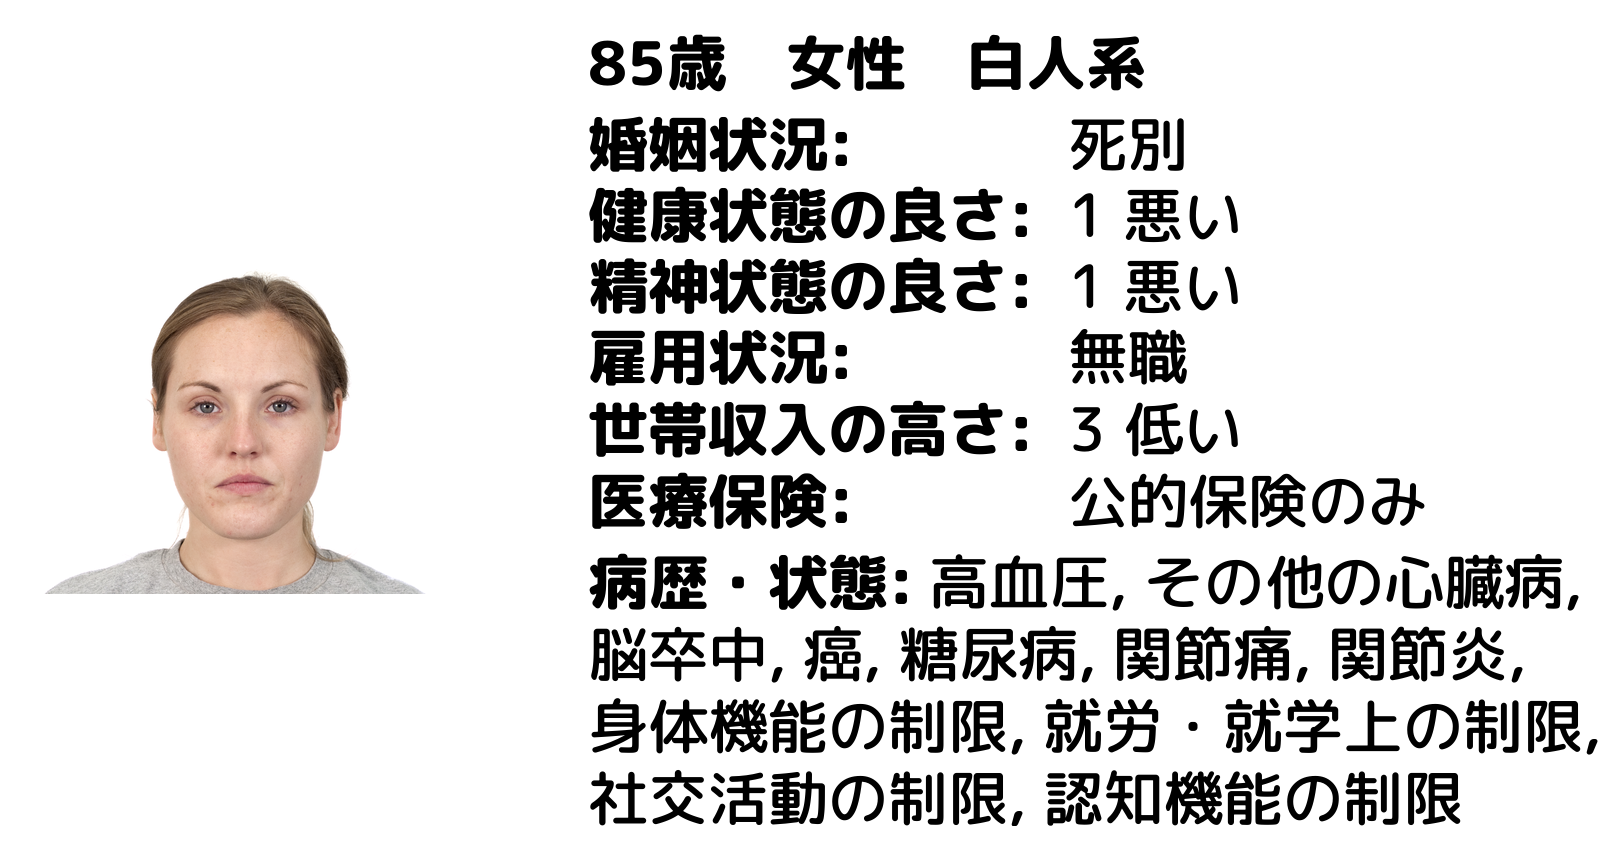 85歳　女性　白人系
婚姻状況: 死別
健康状態の良さ: 1 悪い
精神状態の良さ: 1 悪い
雇用状況: 無職
世帯収入の高さ: 3 低い
医療保険: 公的保険のみ
病歴・状態: 高血圧, その他の心臓病,
脳卒中, 癌, 糖尿病, 関節痛, 関節炎,
身体機能の制限, 就労・就学上の制限,
社交活動の制限, 認知機能の制限